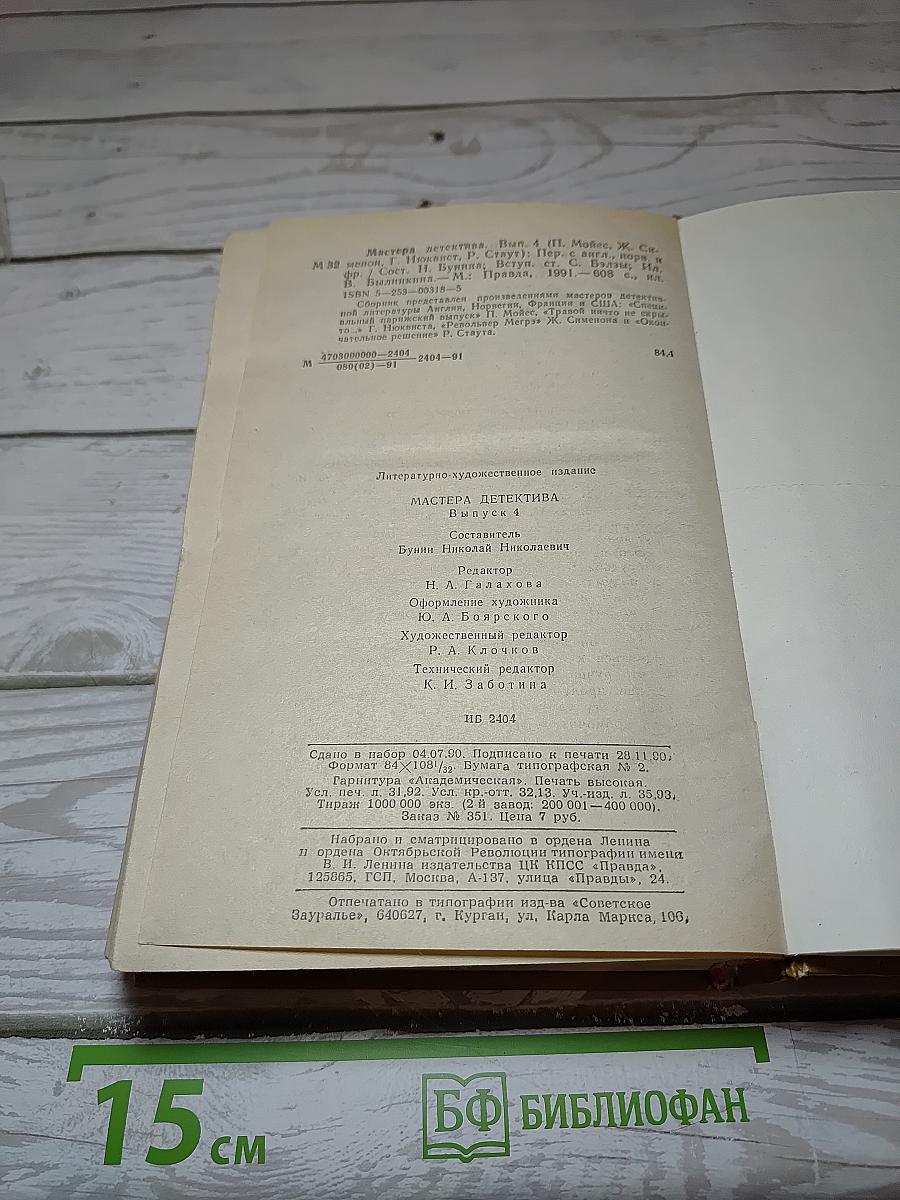 Мастера детектива. Вып. 4 (П. Мойес, Ж. Си-
М 32 менон, Г. Нюквист, Р. Стаут): Пер. с англ., норв. и
фр. / Сост. Н. Бунина; Вступ. ст. С. Бэлзы; Ил.
В. Былинкина.— М.: Правда, 1991.— 608 с., ил.
ISBN 5—253—00318—5
Сборник представлен произведениями мастеров детектив-
ной литературы Англии, Норвегии, Франции и США: «Специ-
альный парижский выпуск» П. Мойес, «Травой ничто не скры-
то...» Г. Нюквиста, «Револьвер Мегрэ» Ж. Сименона и «Окон-
чательное решение» Р. Стаута.
М 4703000000—2404 / 080(02)—91 2404—91 84.4
Литературно-художественное издание
МАСТЕРА ДЕТЕКТИВА
Выпуск 4
Составитель
Бунин Николай Николаевич
Редактор
Н. А. Галахова
Оформление художника
Ю. А. Боярского
Художественный редактор
Р. А. Клочков
Технический редактор
К. И. Заботина
ИБ 2404
Сдано в набор 04.07.90. Подписано к печати 28.11.90.
Формат 84×108¹/₃₂. Бумага типографская № 2.
Гарнитура «Академическая». Печать высокая.
Усл. печ. л. 31,92. Усл. кр.-отт. 32,13. Уч.-изд. л. 35,93.
Тираж 1000 000 экз. (2 й завод: 200 001—400 000).
Заказ № 351. Цена 7 руб.
Набрано и сматрицировано в ордена Ленина
и ордена Октябрьской Революции типографии имени
В. И. Ленина издательства ЦК КПСС «Правда»,
125865, ГСП, Москва, А-137, улица «Правды», 24.
Отпечатано в типографии изд-ва «Советское
Зауралье», 640627, г. Курган, ул. Карла Маркса, 106.
15 см
БФ БИБЛИОФАН